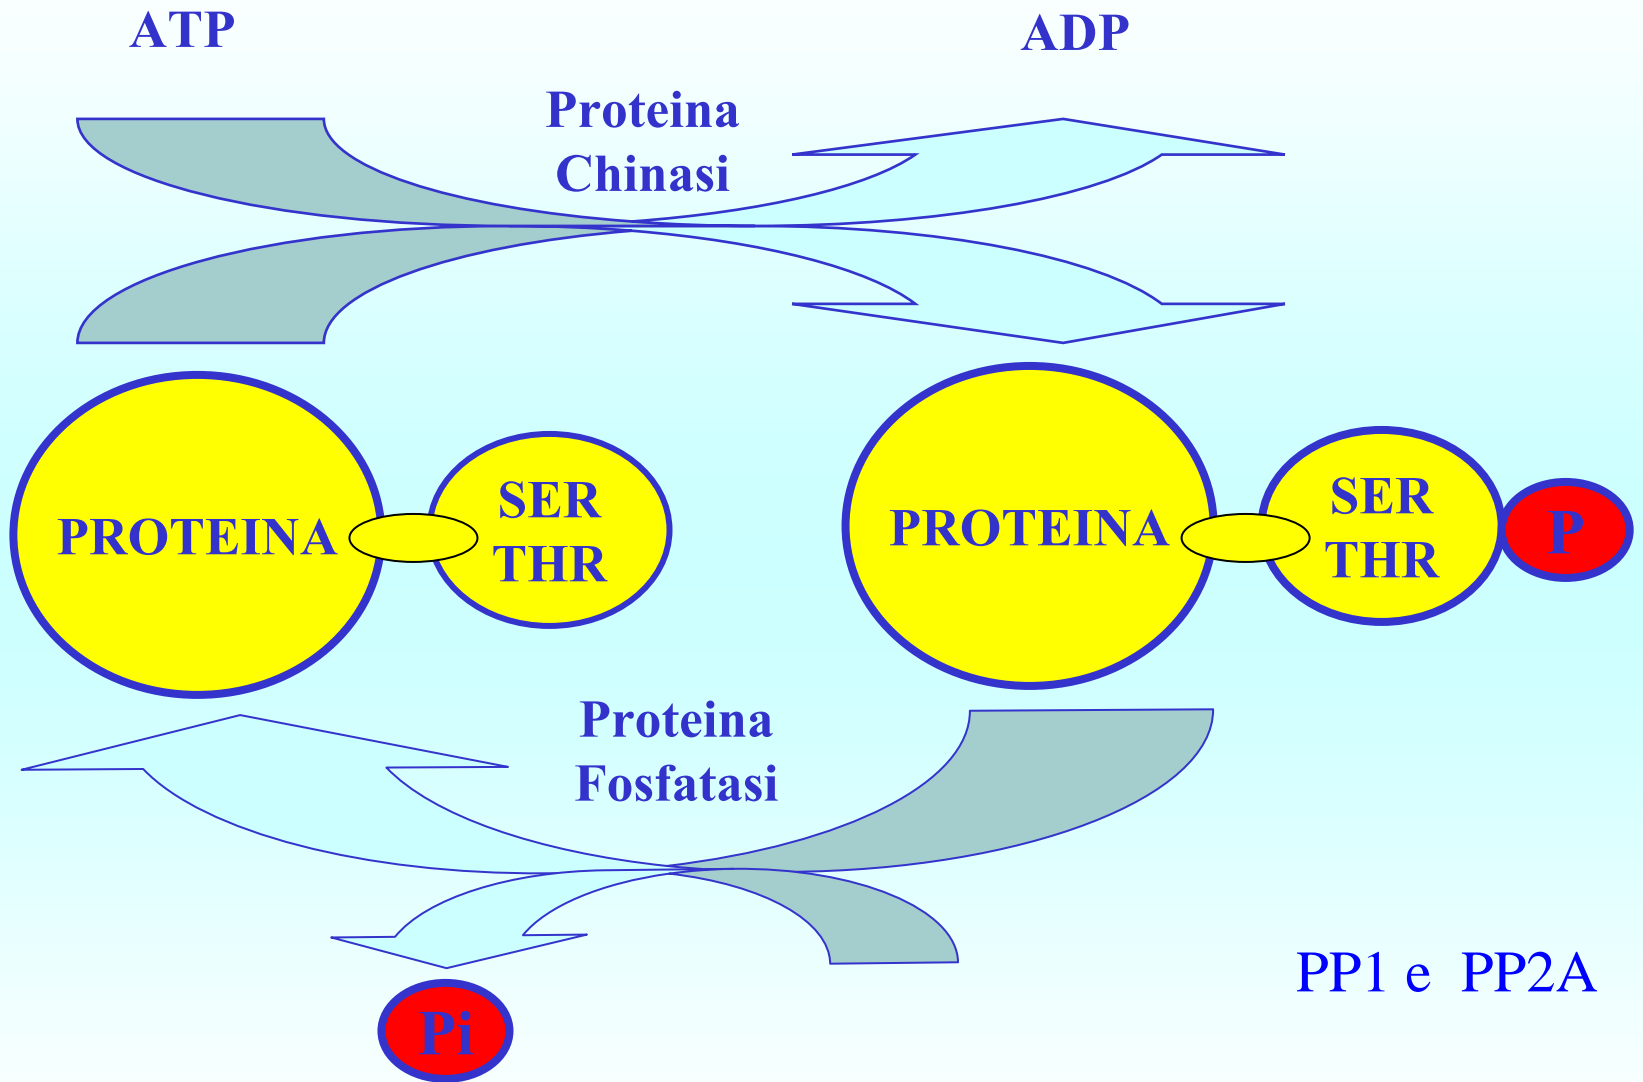 ATP
ADP
Proteina
Chinasi
PROTEINA
SER
THR
PROTEINA
SER
THR
P
Proteina
Fosfatasi
PP1 e PP2A
Pi